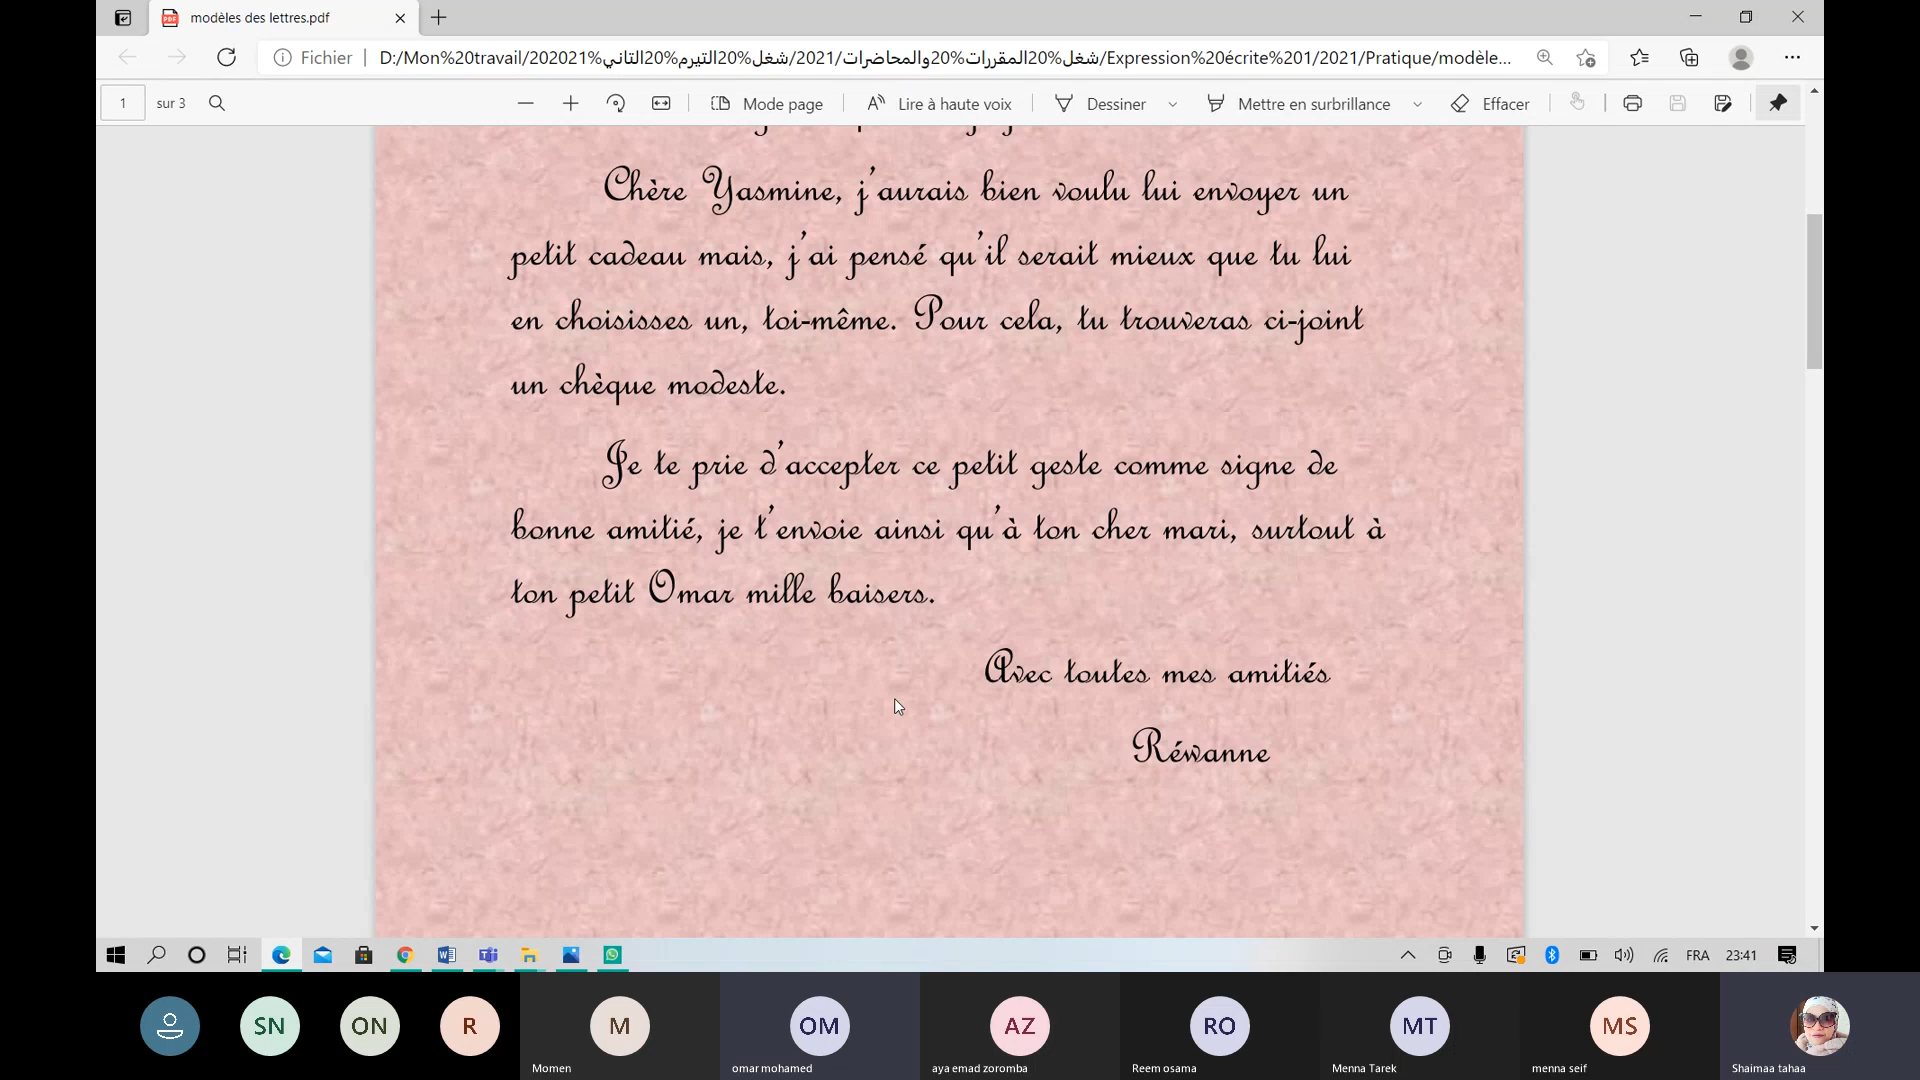 modèles des lettres.pdf
Fichier
D:/Mon%20travail/202021%شغل%20التيرم%20التاني/2021/شغل%20المقررات%20والمحاضرات/Expression%20écrite%201/2021/Pratique/modèle...
1 sur 3
Mode page
Lire à haute voix
Dessiner
Mettre en surbrillance
Effacer
Chère Yasmine, j'aurais bien voulu lui envoyer un
petit cadeau mais, j'ai pensé qu'il serait mieux que tu lui
en choisisses un, toi-même. Pour cela, tu trouveras ci-joint
un chèque modeste.
Je te prie d'accepter ce petit geste comme signe de
bonne amitié, je t'envoie ainsi qu'à ton cher mari, surtout à
ton petit Omar mille baisers.
Avec toutes mes amitiés
Réwanne
FRA 23:41
SN
ON
R
M
OM
AZ
RO
MT
MS
Momen
omar mohamed
aya emad zoromba
Reem osama
Menna Tarek
menna seif
Shaimaa tahaa